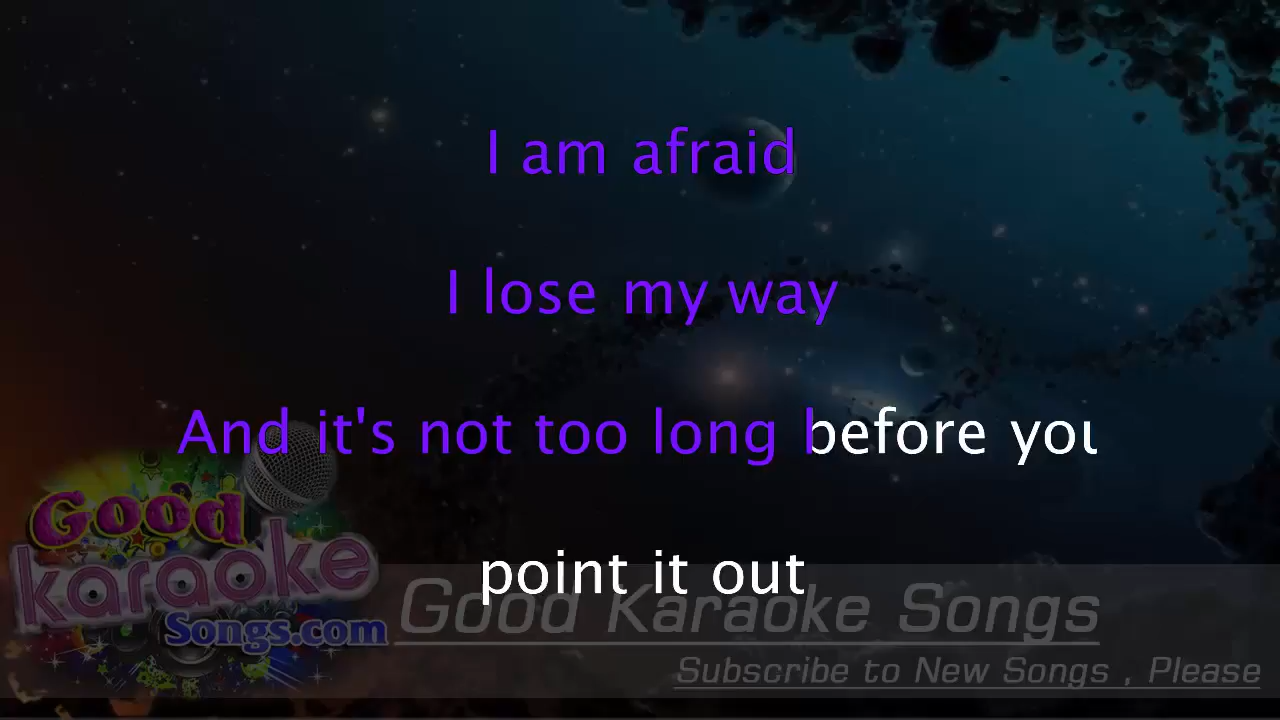 I am afraid
I lose my way
And it's not too long before you
point it out
Good
karaoke
Songs.com
Good Karaoke Songs
Subscribe to New Songs , Please